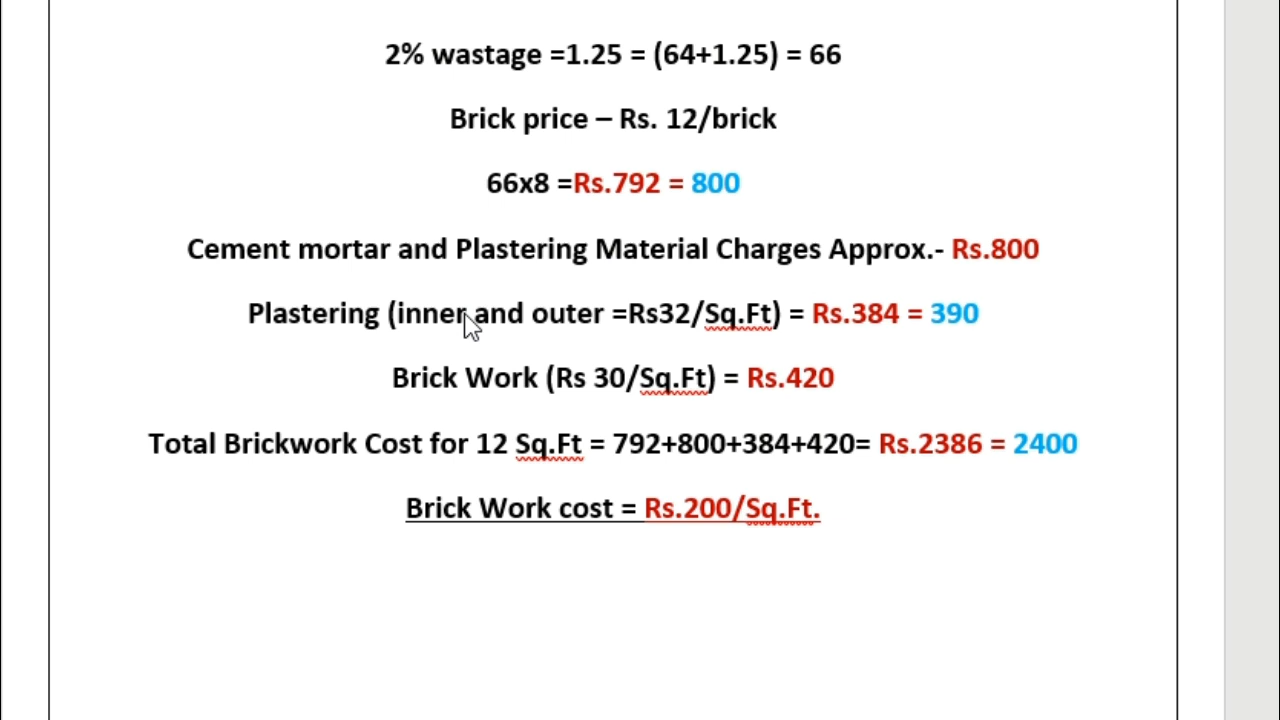 2% wastage =1.25 = (64+1.25) = 66
Brick price – Rs. 12/brick
66x8 =Rs.792 = 800
Cement mortar and Plastering Material Charges Approx.- Rs.800
Plastering (inner and outer =Rs32/Sq.Ft) = Rs.384 = 390
Brick Work (Rs 30/Sq.Ft) = Rs.420
Total Brickwork Cost for 12 Sq.Ft = 792+800+384+420= Rs.2386 = 2400
Brick Work cost = Rs.200/Sq.Ft.